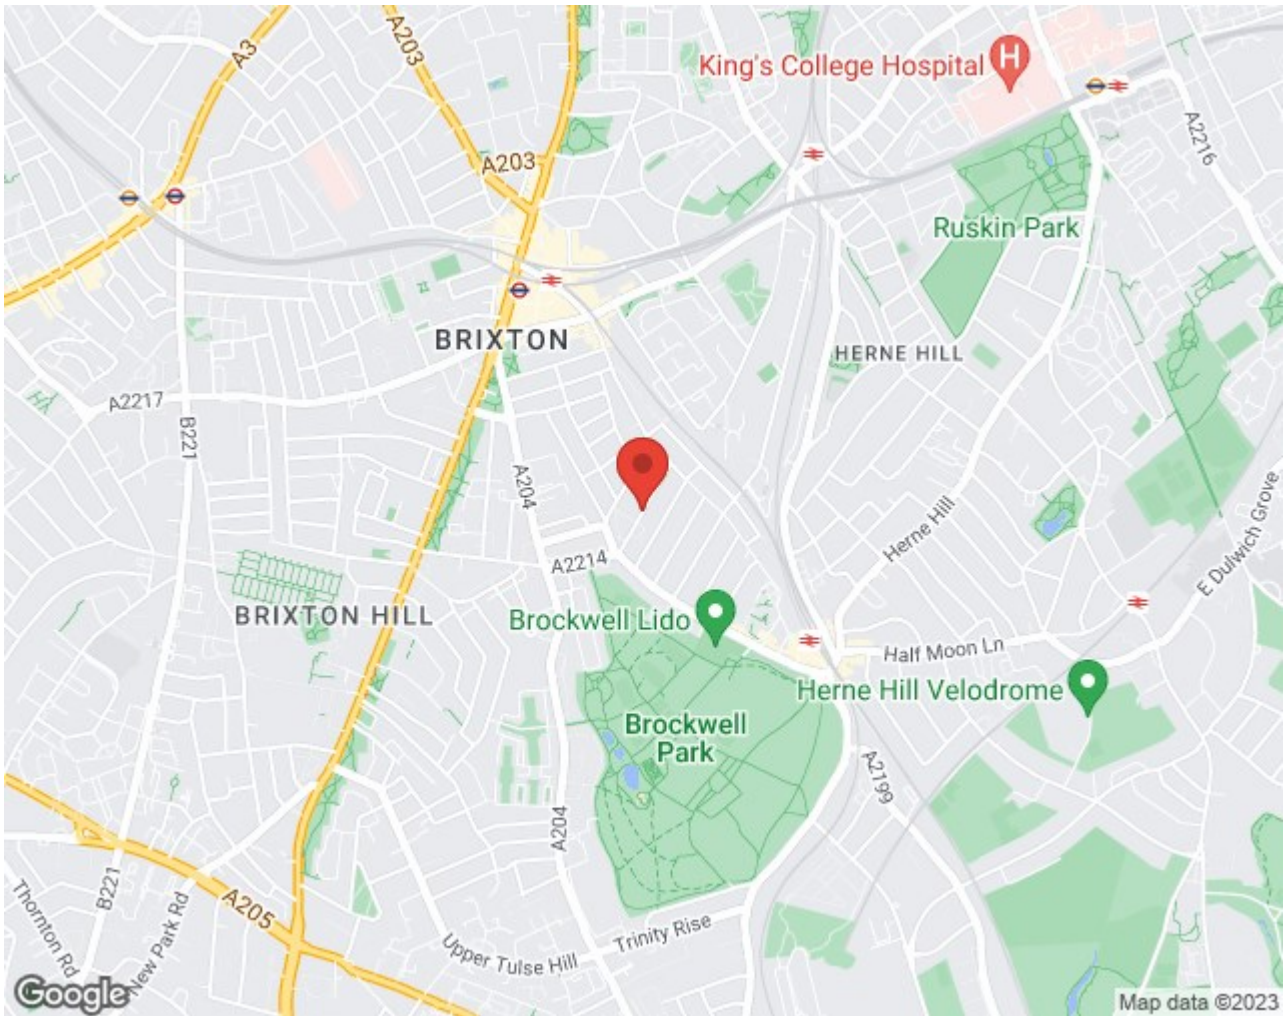 A3
A203
King's College Hospital
H
A2216
A203
Ruskin Park
BRIXTON
HERNE HILL
A2217
B221
A204
Herne Hill
E Dulwich Grove
A2214
BRIXTON HILL
Brockwell Lido
Half Moon Ln
Herne Hill Velodrome
Brockwell
Park
A2199
A204
B221
A205
Thornton Rd
New Park Rd
Upper Tulse Hill
Trinity Rise
Google
Map data ©2023